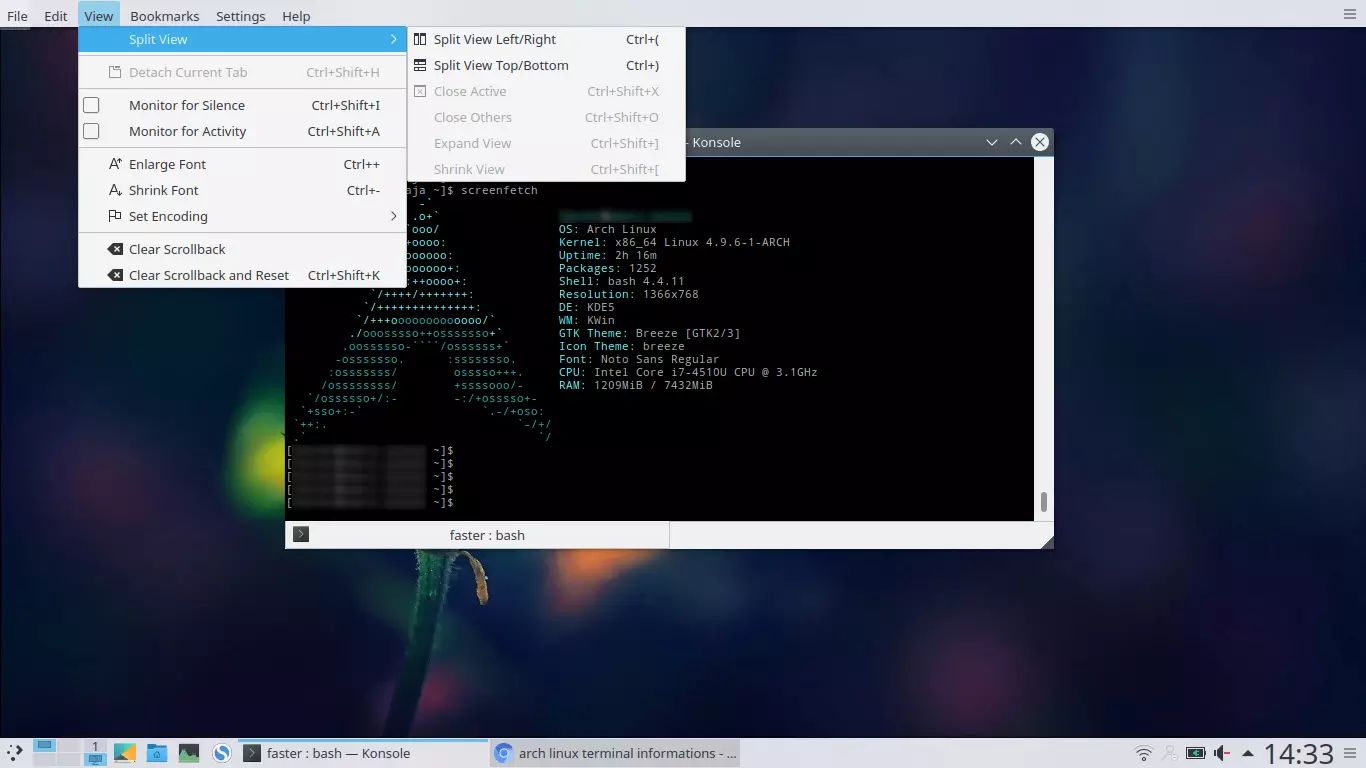 File Edit View Bookmarks Settings Help
Split View
Detach Current Tab Ctrl+Shift+H
Monitor for Silence Ctrl+Shift+I
Monitor for Activity Ctrl+Shift+A
Enlarge Font Ctrl++
Shrink Font Ctrl+-
Set Encoding
Clear Scrollback
Clear Scrollback and Reset Ctrl+Shift+K
Split View Left/Right Ctrl+(
Split View Top/Bottom Ctrl+)
Close Active Ctrl+Shift+X
Close Others Ctrl+Shift+O
Expand View Ctrl+Shift+]
Shrink View Ctrl+Shift+[
— Konsole
aja ~]$ screenfetch
OS: Arch Linux
Kernel: x86_64 Linux 4.9.6-1-ARCH
Uptime: 2h 16m
Packages: 1252
Shell: bash 4.4.11
Resolution: 1366x768
DE: KDE5
WM: KWin
GTK Theme: Breeze [GTK2/3]
Icon Theme: breeze
Font: Noto Sans Regular
CPU: Intel Core i7-4510U CPU @ 3.1GHz
RAM: 1209MiB / 7432MiB
[ ~]$
[ ~]$
[ ~]$
[ ~]$
[ ~]$
faster : bash
1 faster : bash — Konsole arch linux terminal informations - ... 14:33